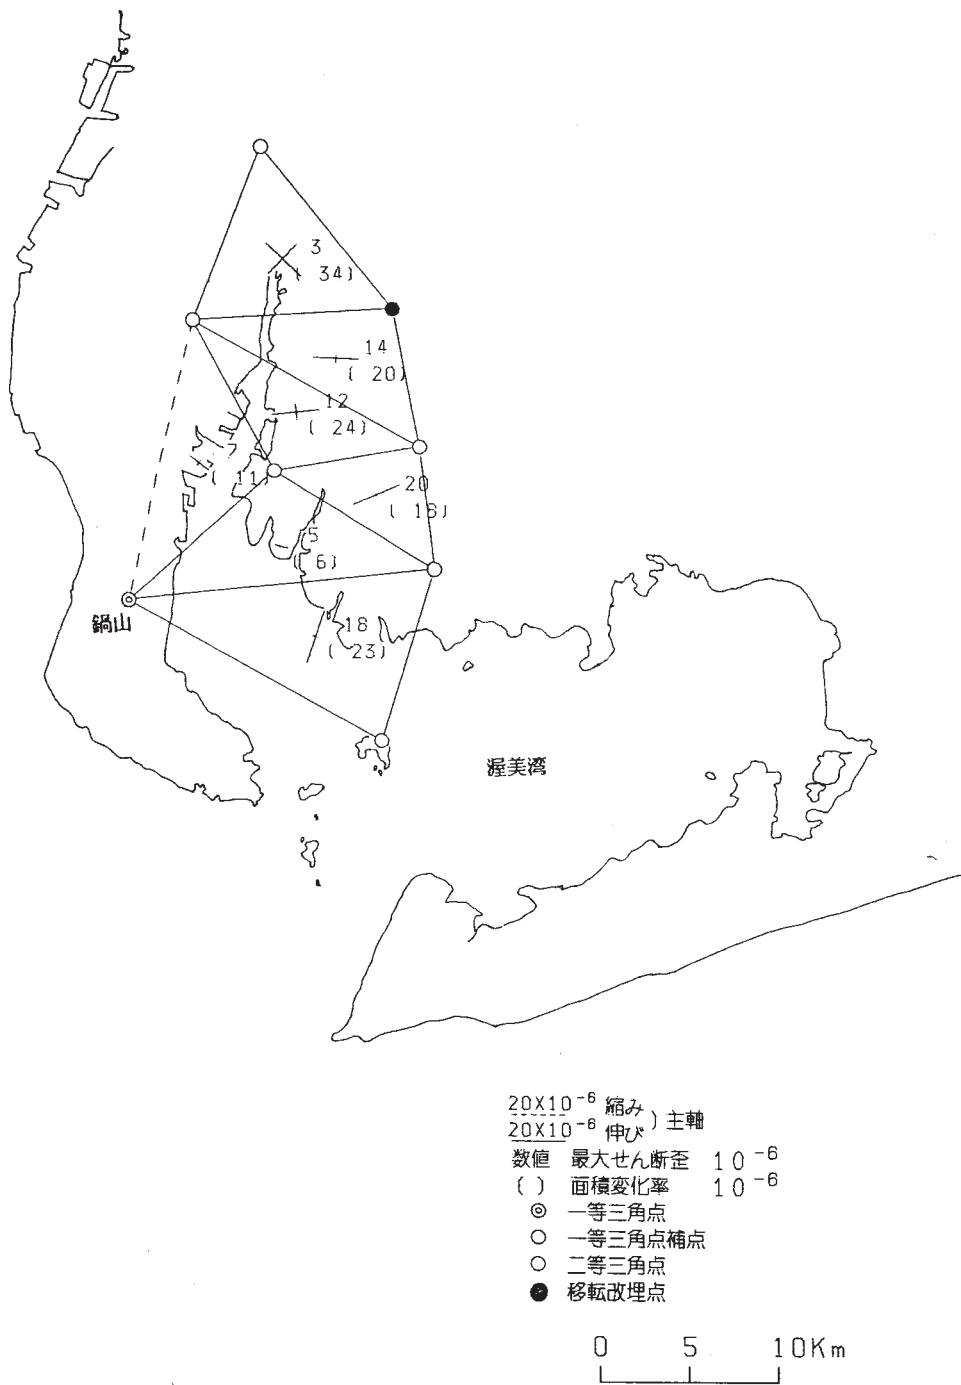 3
( 34)
14
( 20)
12
( 24)
7
( 11)
20
( 18)
5
( 6)
鍋山
18
( 23)
渥美湾
20X10⁻⁶ 縮み
20X10⁻⁶ 伸び ) 主軸
数値 最大せん断歪 10⁻⁶
( ) 面積変化率 10⁻⁶
◎ 一等三角点
○ 一等三角点補点
○ 二等三角点
● 移転改埋点
0 5 10Km